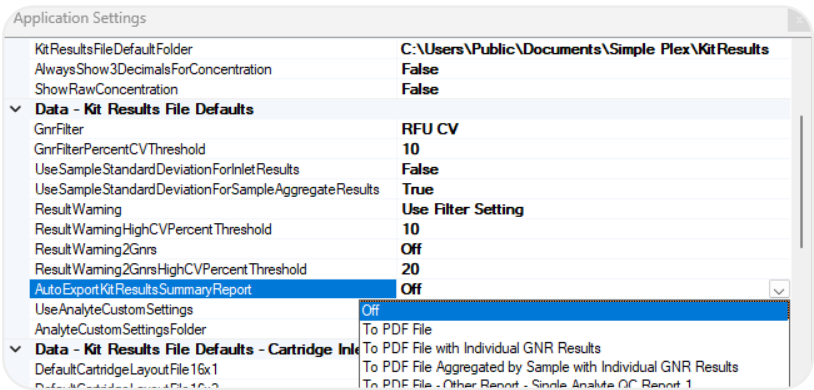 Application Settings
KitResultsFileDefaultFolder C:\Users\Public\Documents\Simple Plex\KitResults
AlwaysShow3DecimalsForConcentration False
ShowRawConcentration False
Data - Kit Results File Defaults
GnrFilter RFU CV
GnrFilterPercentCVThreshold 10
UseSampleStandardDeviationForInletResults False
UseSampleStandardDeviationForSampleAggregateResults True
ResultWarning Use Filter Setting
ResultWarningHighCVPercentThreshold 10
ResultWarning2Gnrs Off
ResultWarning2GnrsHighCVPercentThreshold 20
AutoExportKitResultsSummaryReport Off
UseAnalyteCustomSettings Off
AnalyteCustomSettingsFolder To PDF File
Data - Kit Results File Defaults - Cartridge Inle To PDF File with Individual GNR Results
DefaultCartridgeLayoutFile16x1 To PDF File Aggregated by Sample with Individual GNR Results
DefaultCartridgeLayoutFile16x2 To PDF File - Other Report - Single Analyte QC Report 1